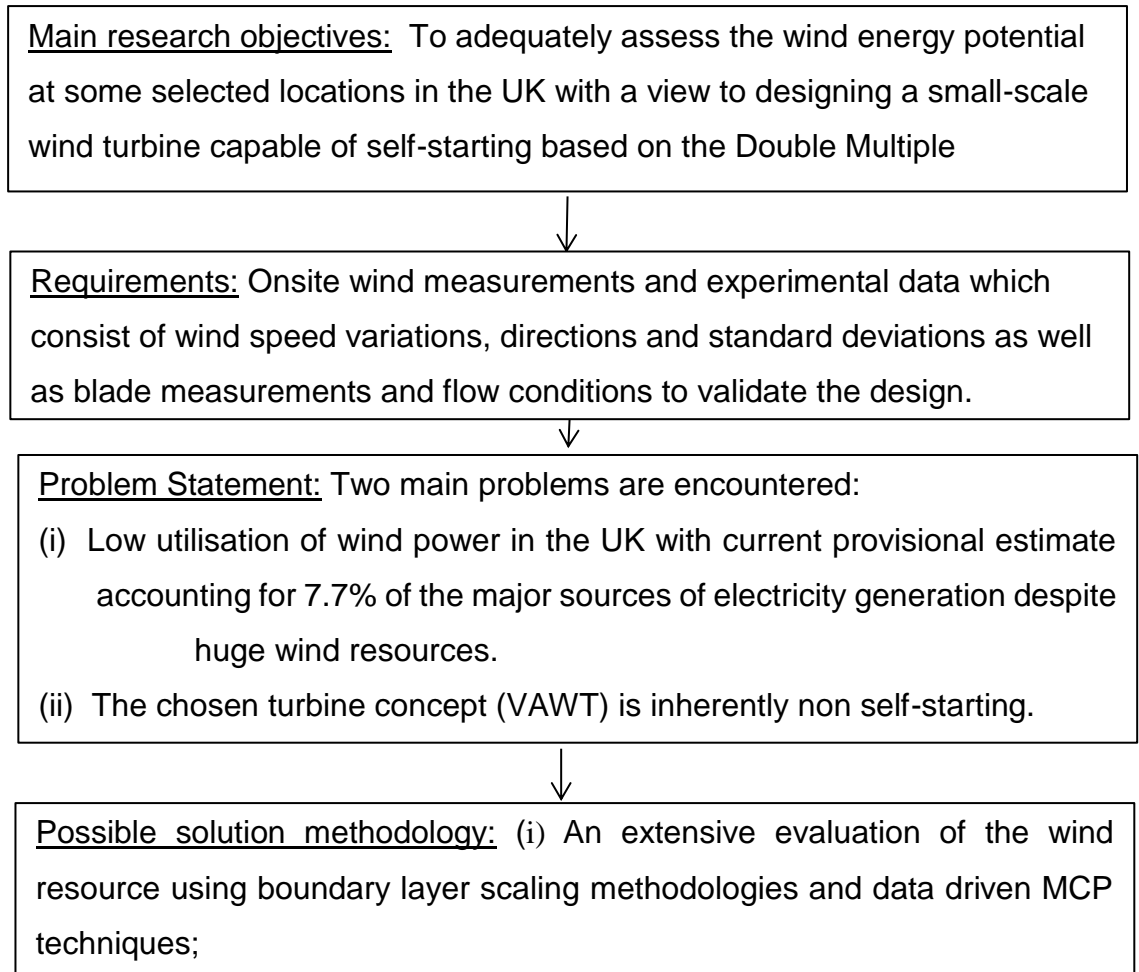 Main research objectives: To adequately assess the wind energy potential
at some selected locations in the UK with a view to designing a small-scale
wind turbine capable of self-starting based on the Double Multiple
Requirements: Onsite wind measurements and experimental data which
consist of wind speed variations, directions and standard deviations as well
as blade measurements and flow conditions to validate the design.
Problem Statement: Two main problems are encountered:
(i) Low utilisation of wind power in the UK with current provisional estimate
accounting for 7.7% of the major sources of electricity generation despite
huge wind resources.
(ii) The chosen turbine concept (VAWT) is inherently non self-starting.
Possible solution methodology: (i) An extensive evaluation of the wind
resource using boundary layer scaling methodologies and data driven MCP
techniques;